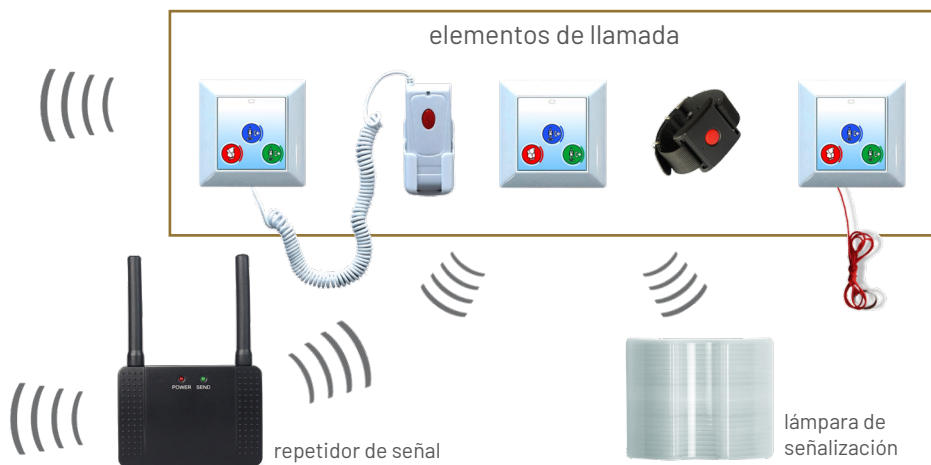 elementos de llamada
POWER SEND
repetidor de señal
lámpara de
señalización